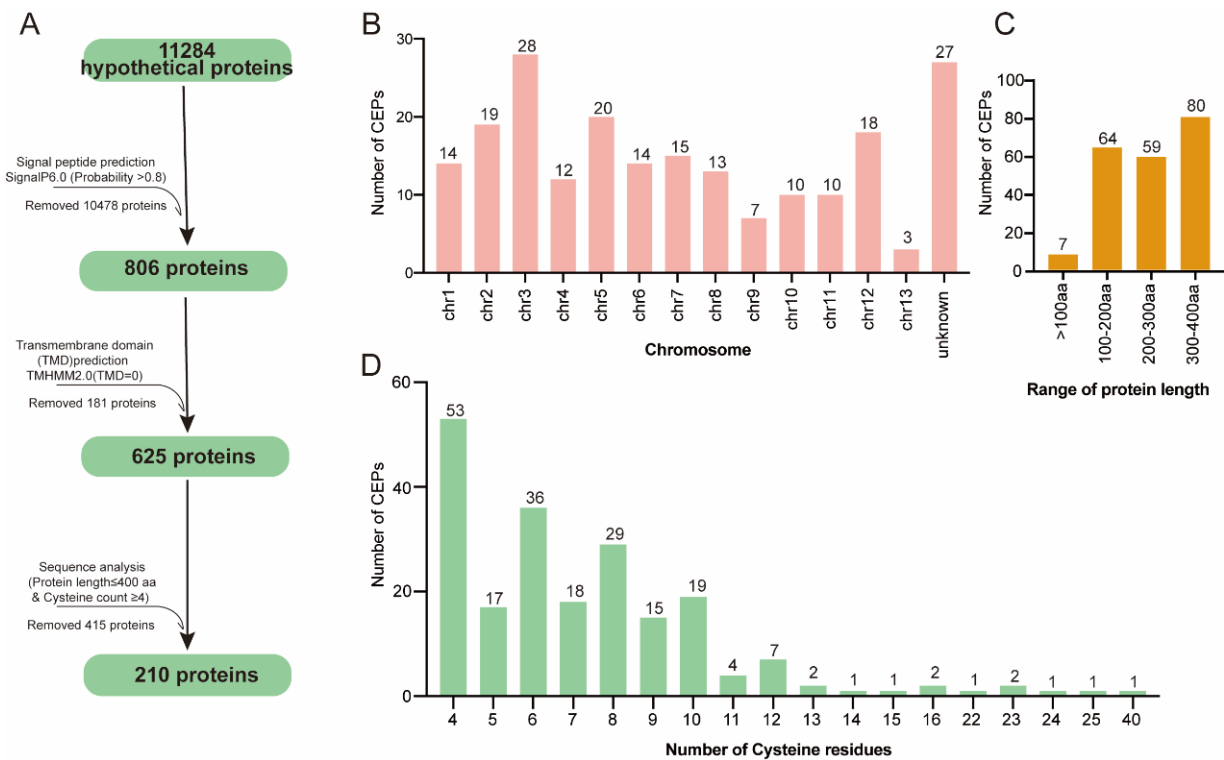 A
11284
hypothetical proteins
Signal peptide prediction
SignalP6.0 (Probability >0.8)
Removed 10478 proteins
806 proteins
Transmembrane domain
(TMD)prediction
TMHMM2.0(TMD=0)
Removed 181 proteins
625 proteins
Sequence analysis
(Protein length≤400 aa
& Cysteine count ≥4)
Removed 415 proteins
210 proteins
B
Number of CEPs
30
20
10
0
14
19
28
12
20
14
15
13
7
10
10
18
3
27
chr1
chr2
chr3
chr4
chr5
chr6
chr7
chr8
chr9
chr10
chr11
chr12
chr13
unknown
Chromosome
C
Number of CEPs
100
80
60
40
20
0
7
64
59
80
>100aa
100-200aa
200-300aa
300-400aa
Range of protein length
D
Number of CEPs
60
40
20
0
53
17
36
18
29
15
19
4
7
2
1
1
2
1
2
1
1
1
4
5
6
7
8
9
10
11
12
13
14
15
16
22
23
24
25
40
Number of Cysteine residues